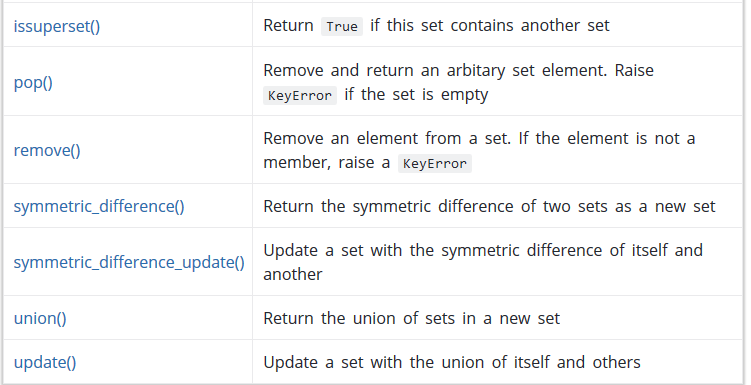 issuperset() Return True if this set contains another set
pop() Remove and return an arbitary set element. Raise
KeyError if the set is empty
remove() Remove an element from a set. If the element is not a
member, raise a KeyError
symmetric_difference() Return the symmetric difference of two sets as a new set
symmetric_difference_update() Update a set with the symmetric difference of itself and
another
union() Return the union of sets in a new set
update() Update a set with the union of itself and others